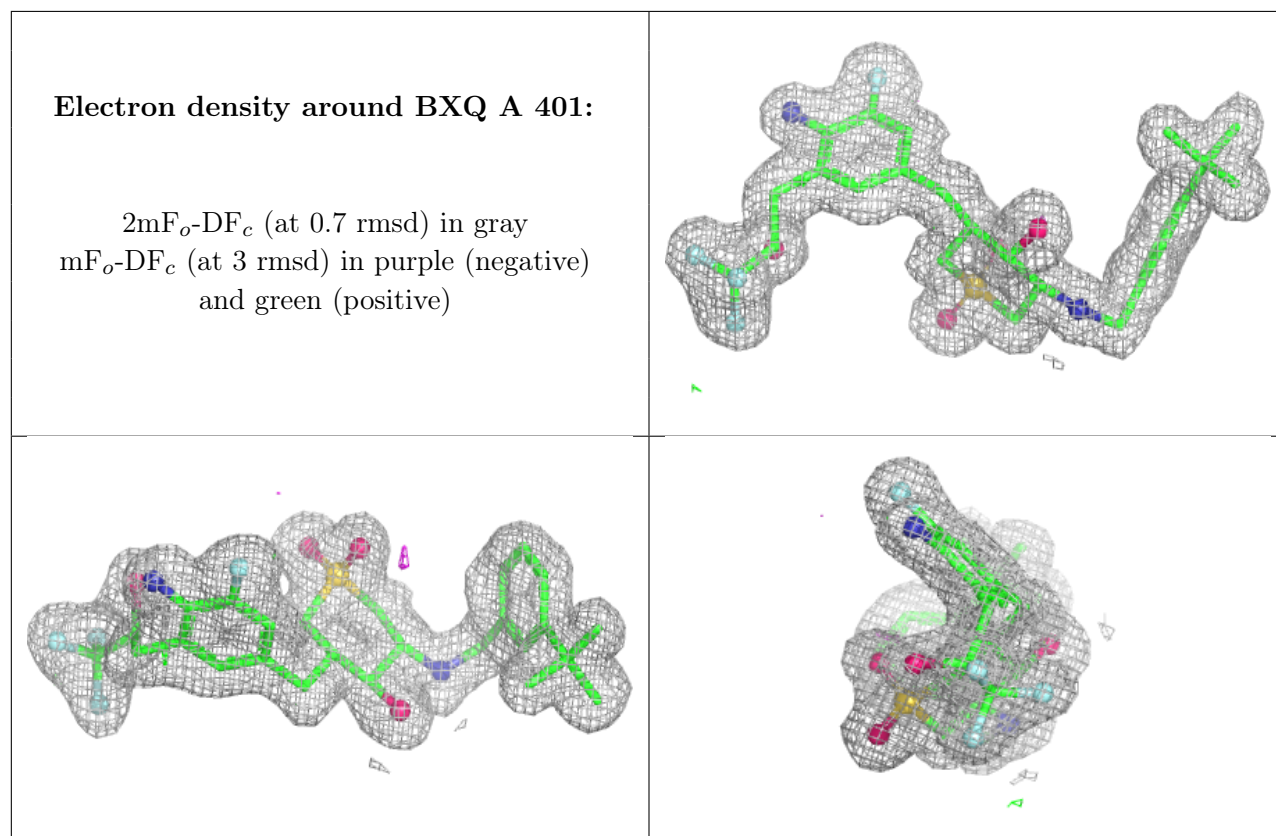 Electron density around BXQ A 401:
2mFo-DFc (at 0.7 rmsd) in gray
mFo-DFc (at 3 rmsd) in purple (negative)
and green (positive)